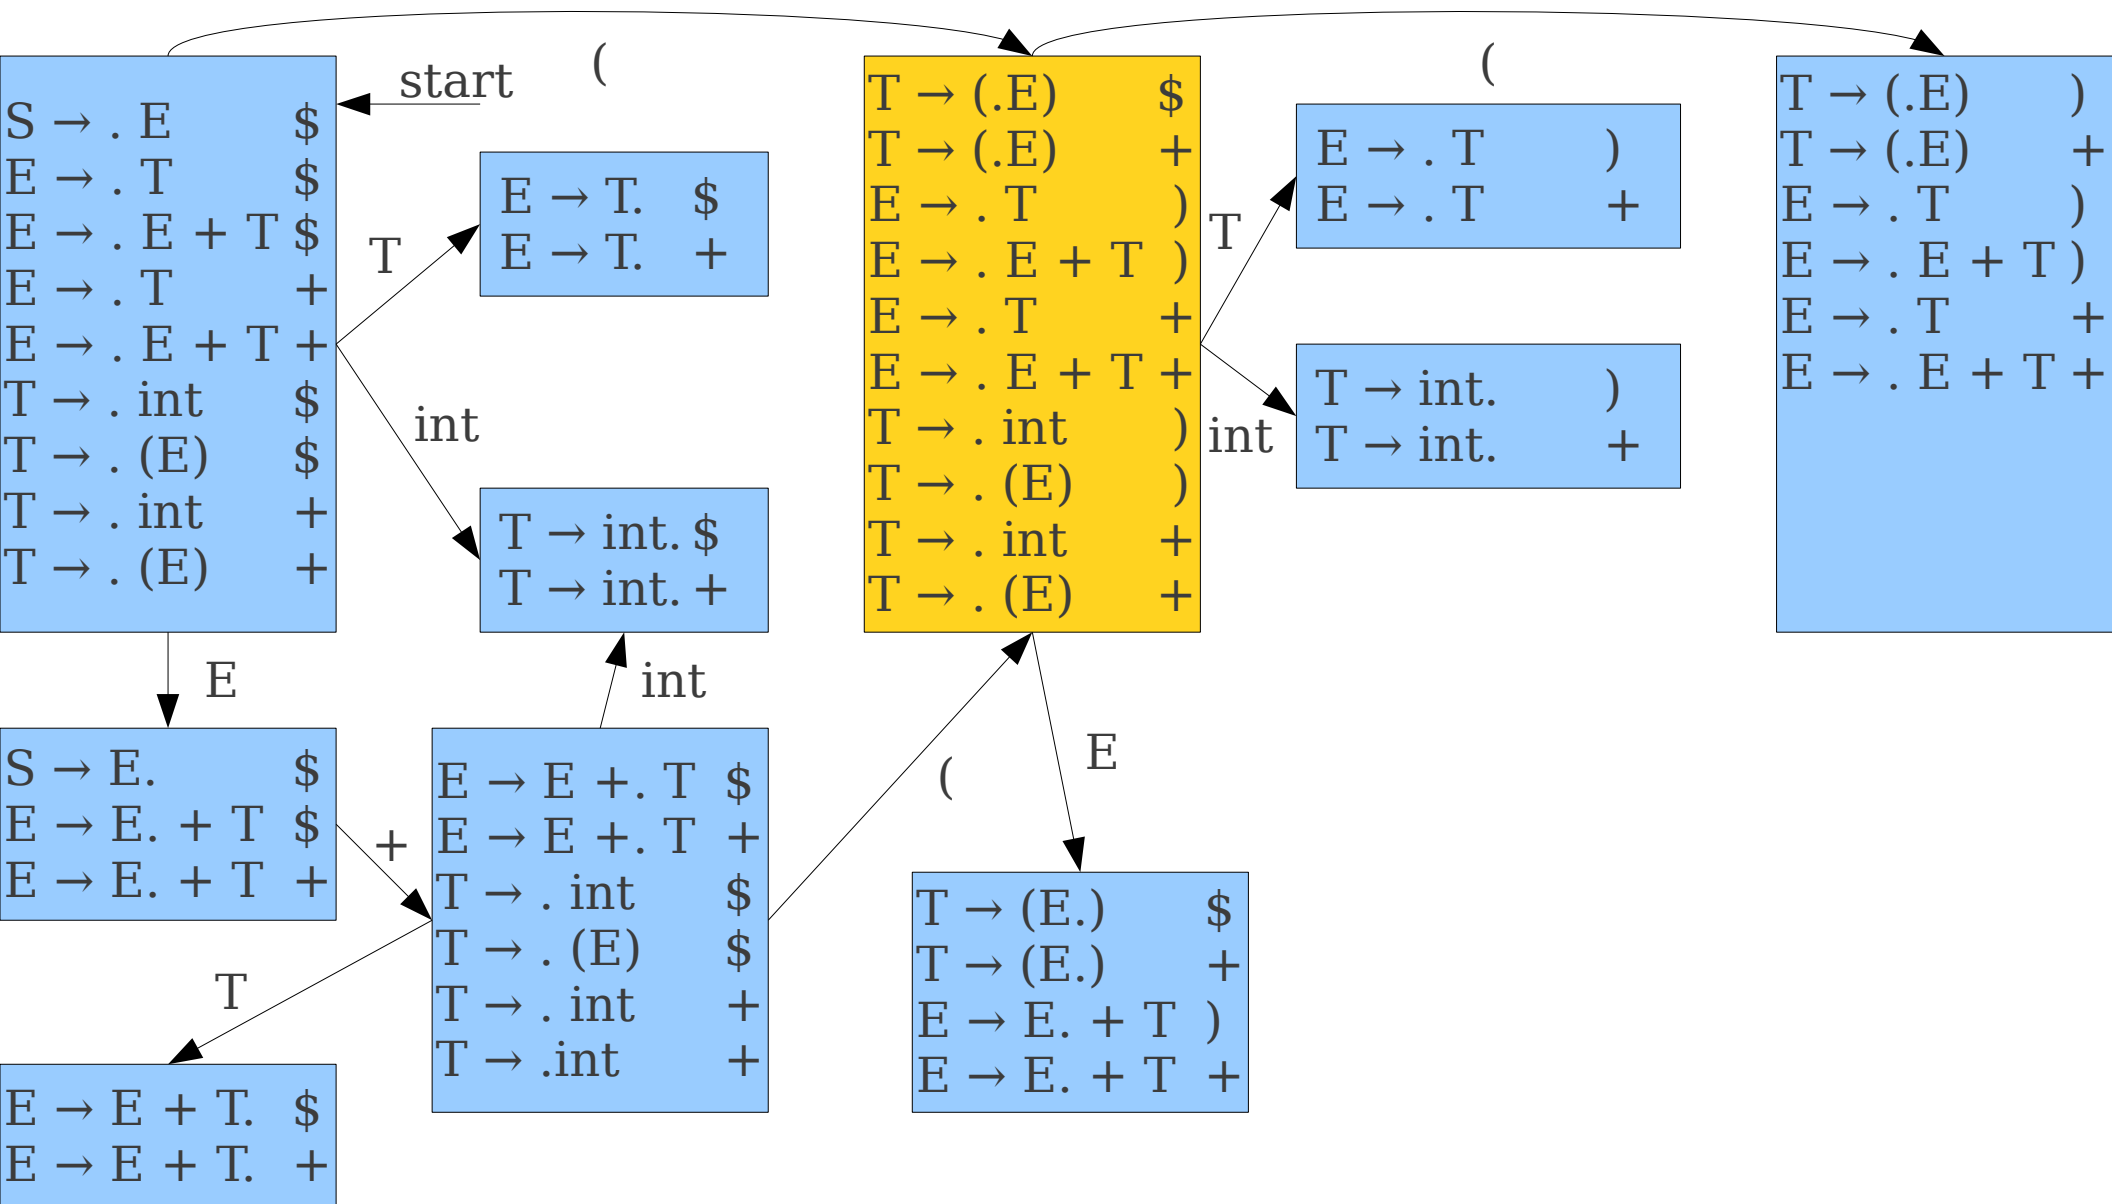 (
(
start
S → . E $
E → . T $
E → . E + T $
E → . T +
E → . E + T +
T → . int $
T → . (E) $
T → . int +
T → . (E) +
T
E → T. $
E → T. +
int
T → int. $
T → int. +
T → (.E) $
T → (.E) +
E → . T )
E → . E + T )
E → . T +
E → . E + T +
T → . int )
T → . (E) )
T → . int +
T → . (E) +
T
E → . T )
E → . T +
int
T → int. )
T → int. +
T → (.E) )
T → (.E) +
E → . T )
E → . E + T )
E → . T +
E → . E + T +
E
int
S → E. $
E → E. + T $
E → E. + T +
+
E → E +. T $
E → E +. T +
T → . int $
T → . (E) $
T → . int +
T → .int +
(
E
T → (E.) $
T → (E.) +
E → E. + T )
E → E. + T +
T
E → E + T. $
E → E + T. +